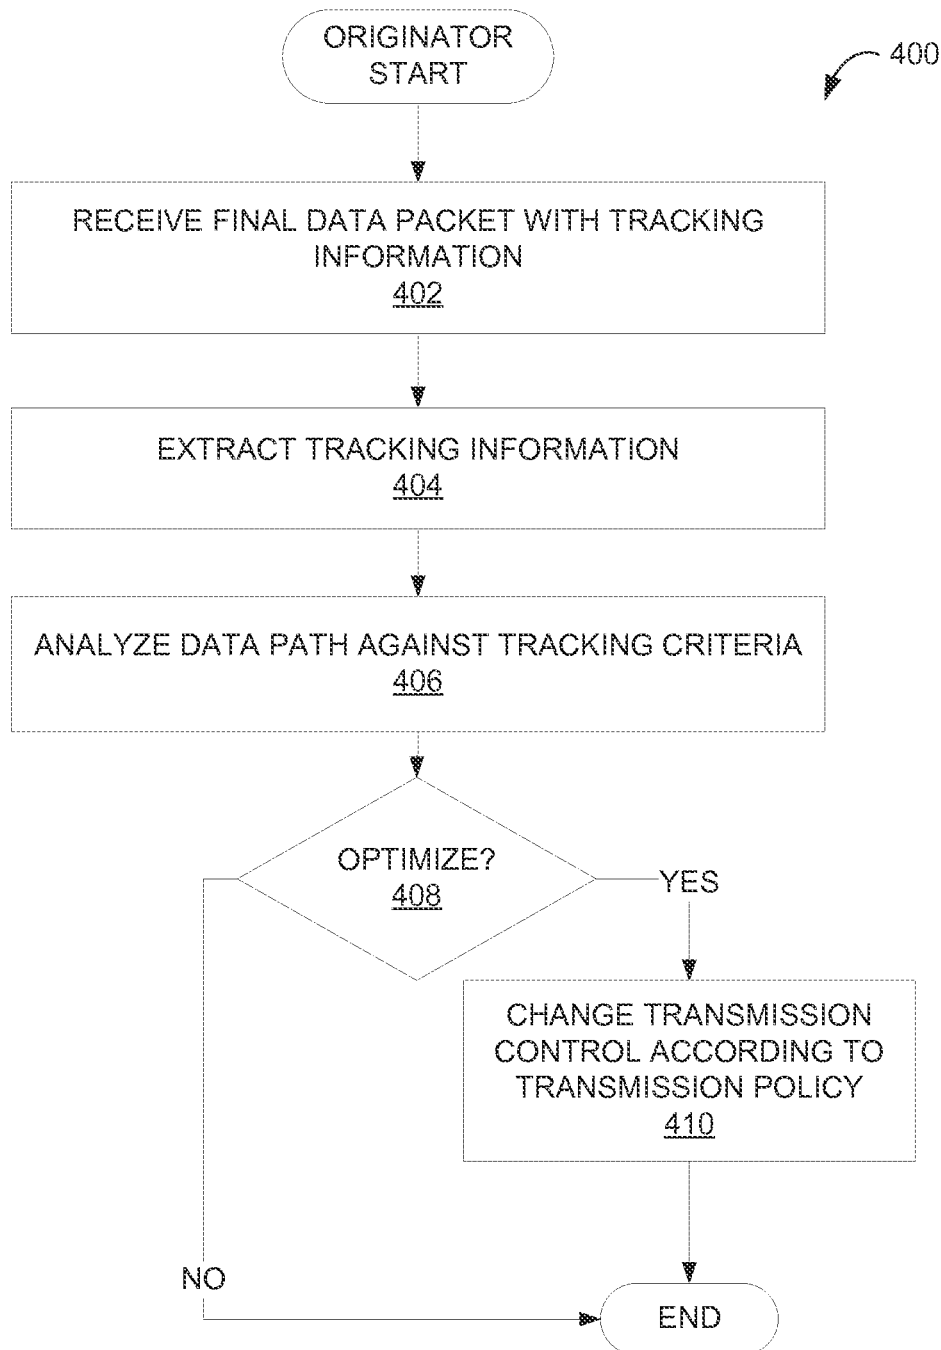 ORIGINATOR
START
400
RECEIVE FINAL DATA PACKET WITH TRACKING
INFORMATION
402
EXTRACT TRACKING INFORMATION
404
ANALYZE DATA PATH AGAINST TRACKING CRITERIA
406
OPTIMIZE?
408
YES
CHANGE TRANSMISSION
CONTROL ACCORDING TO
TRANSMISSION POLICY
410
NO
END